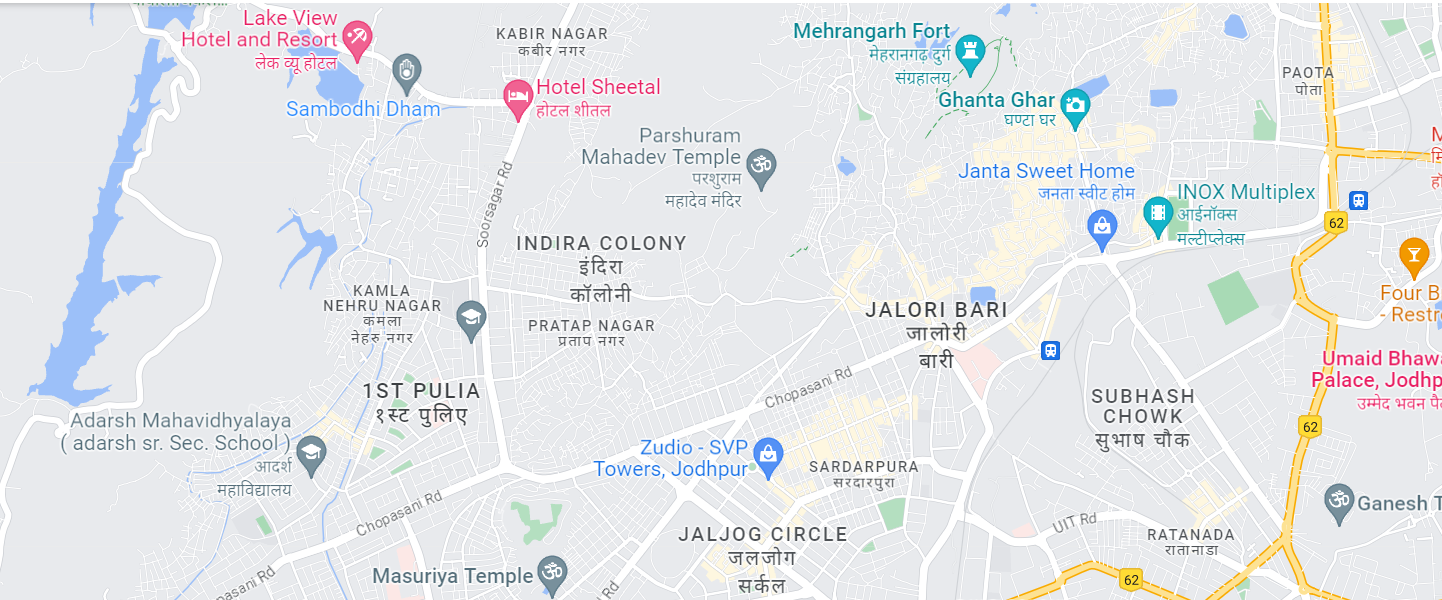 Lake View
Hotel and Resort
लेक व्यू होटल
Sambodhi Dham
KABIR NAGAR
कबीर नगर
Hotel Sheetal
होटल शीतल
Mehrangarh Fort
मेहरानगढ़ दुर्ग
संग्रहालय
Ghanta Ghar
घण्टा घर
PAOTA
पोता
Parshuram
Mahadev Temple
परशुराम
महादेव मंदिर
Janta Sweet Home
जनता स्वीट होम
INOX Multiplex
आईनॉक्स
मल्टीप्लेक्स
62
Soorsagar Rd
INDIRA COLONY
इंदिरा
कॉलोनी
KAMLA
NEHRU NAGAR
कमला
नेहरु नगर
PRATAP NAGAR
प्रताप नगर
JALORI BARI
जालोरी
बारी
Four B
- Restr
Umaid Bhawa
Palace, Jodhp
उम्मेद भवन पै
1ST PULIA
१स्ट पुलिए
Chopasani Rd
SUBHASH
CHOWK
सुभाष चौक
62
Adarsh Mahavidhyalaya
( adarsh sr. Sec. School )
आदर्श
महाविद्यालय
Zudio - SVP
Towers, Jodhpur
SARDARPURA
सरदारपुरा
Chopasani Rd
JALJOG CIRCLE
जलजोग
सर्कल
UIT Rd
RATANADA
रातानाडा
Ganesh T
Masuriya Temple
62
pasani Rd
Rd